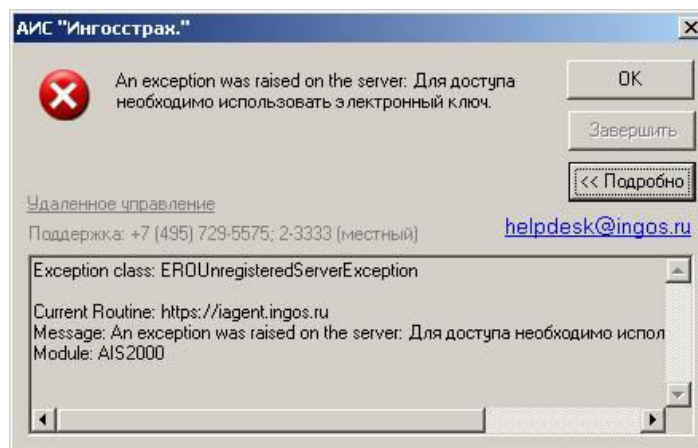 АИС "Ингосстрах."
An exception was raised on the server: Для доступа
необходимо использовать электронный ключ.
OK
Завершить
<< Подробно
Удаленное управление
Поддержка: +7 (495) 729-5575; 2-3333 (местный)
helpdesk@ingos.ru
Exception class: EROUnregisteredServerException
Current Routine: https://iagent.ingos.ru
Message: An exception was raised on the server: Для доступа необходимо испол
Module: AIS2000